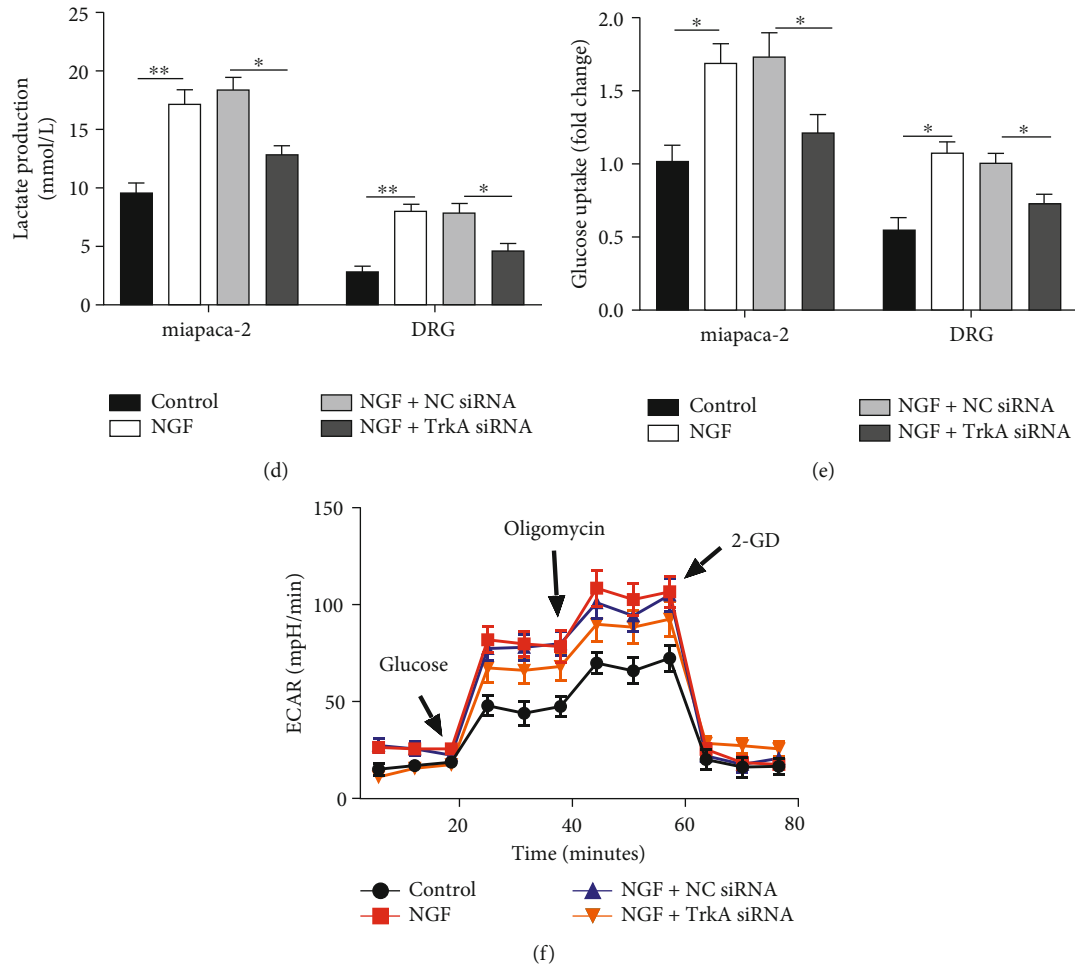 25
20
15
10
5
0
Lactate production
(mmol/L)
**
*
**
*
miapaca-2 DRG
Control NGF + NC siRNA
NGF NGF + TrkA siRNA
(d)
2.0
1.5
1.0
0.5
0.0
Glucose uptake (fold change)
*
*
*
*
miapaca-2 DRG
Control NGF + NC siRNA
NGF NGF + TrkA siRNA
(e)
150
100
50
0
ECAR (mpH/min)
Glucose
Oligomycin
2-GD
20 40 60 80
Time (minutes)
Control NGF + NC siRNA
NGF NGF + TrkA siRNA
(f)